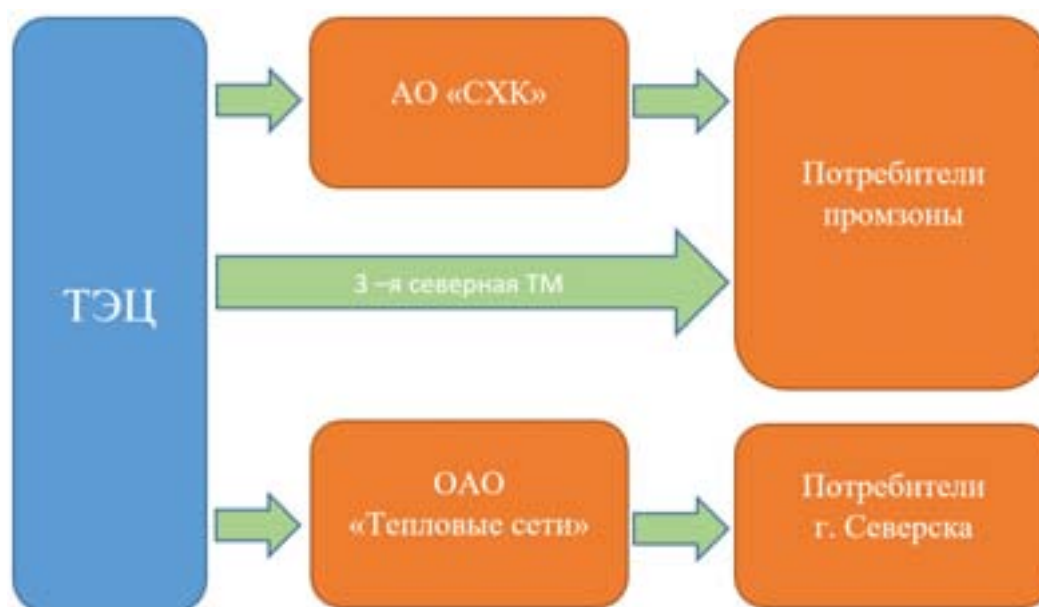 АО «СХК»
Потребители
промзоны
ТЭЦ
3 –я северная ТМ
ОАО
«Тепловые сети»
Потребители
г. Северска